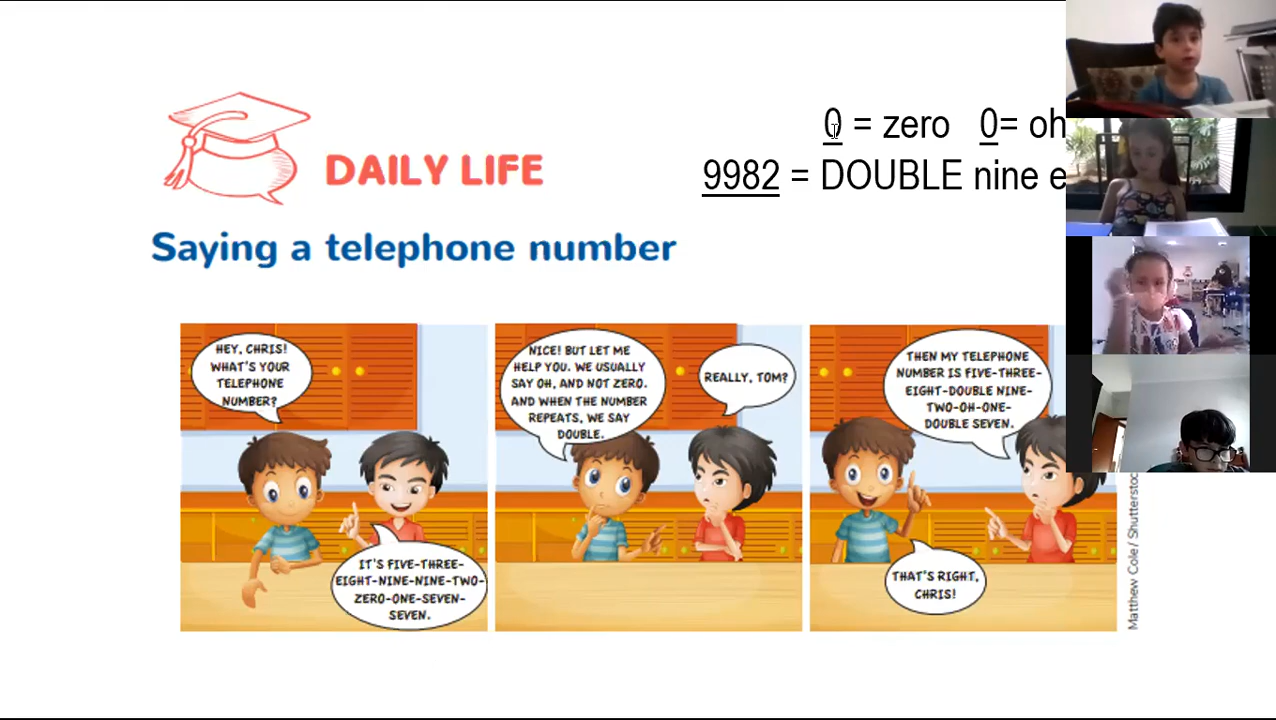 0 = zero 0= oh
9982 = DOUBLE nine e
DAILY LIFE
Saying a telephone number
HEY, CHRIS!
WHAT'S YOUR
TELEPHONE
NUMBER?
IT'S FIVE-THREE-
EIGHT-NINE-NINE-TWO-
ZERO-ONE-SEVEN-
SEVEN.
NICE! BUT LET ME
HELP YOU. WE USUALLY
SAY OH, AND NOT ZERO.
AND WHEN THE NUMBER
REPEATS, WE SAY
DOUBLE.
REALLY, TOM?
THEN MY TELEPHONE
NUMBER IS FIVE-THREE-
EIGHT-DOUBLE NINE-
TWO-OH-ONE-
DOUBLE SEVEN.
THAT'S RIGHT,
CHRIS!
Matthew Cole/ Shutterstoc